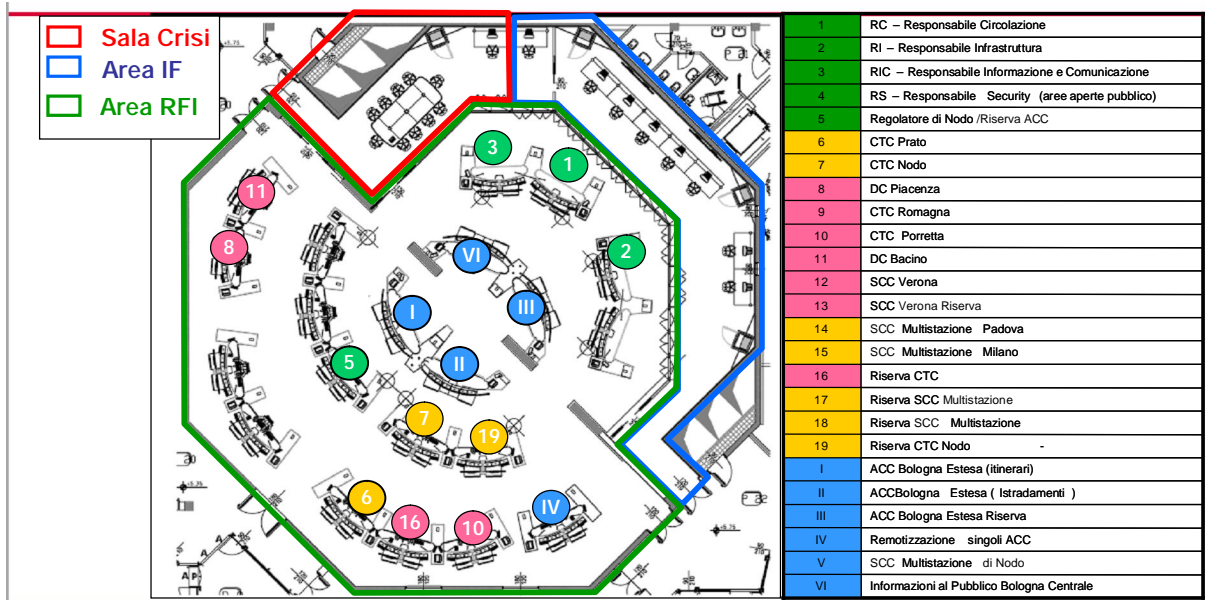 Sala Crisi
Area IF
Area RFI
3
1
11
2
8
VI
I
III
5
II
7
19
6
16
10
IV
+5.75
+5.75
+5.75
A
A
A P
1 RC – Responsabile Circolazione
2 RI – Responsabile Infrastruttura
3 RIC – Responsabile Informazione e Comunicazione
4 RS – Responsabile Security (aree aperte pubblico)
5 Regolatore di Nodo /Riserva ACC
6 CTC Prato
7 CTC Nodo
8 DC Piacenza
9 CTC Romagna
10 CTC Porretta
11 DC Bacino
12 SCC Verona
13 SCC Verona Riserva
14 SCC Multistazione Padova
15 SCC Multistazione Milano
16 Riserva CTC
17 Riserva SCC Multistazione
18 Riserva SCC Multistazione
19 Riserva CTC Nodo -
I ACC Bologna Estesa (itinerari)
II ACCBologna Estesa ( Istradamenti )
III ACC Bologna Estesa Riserva
IV Remotizzazione singoli ACC
V SCC Multistazione di Nodo
VI Informazioni al Pubblico Bologna Centrale